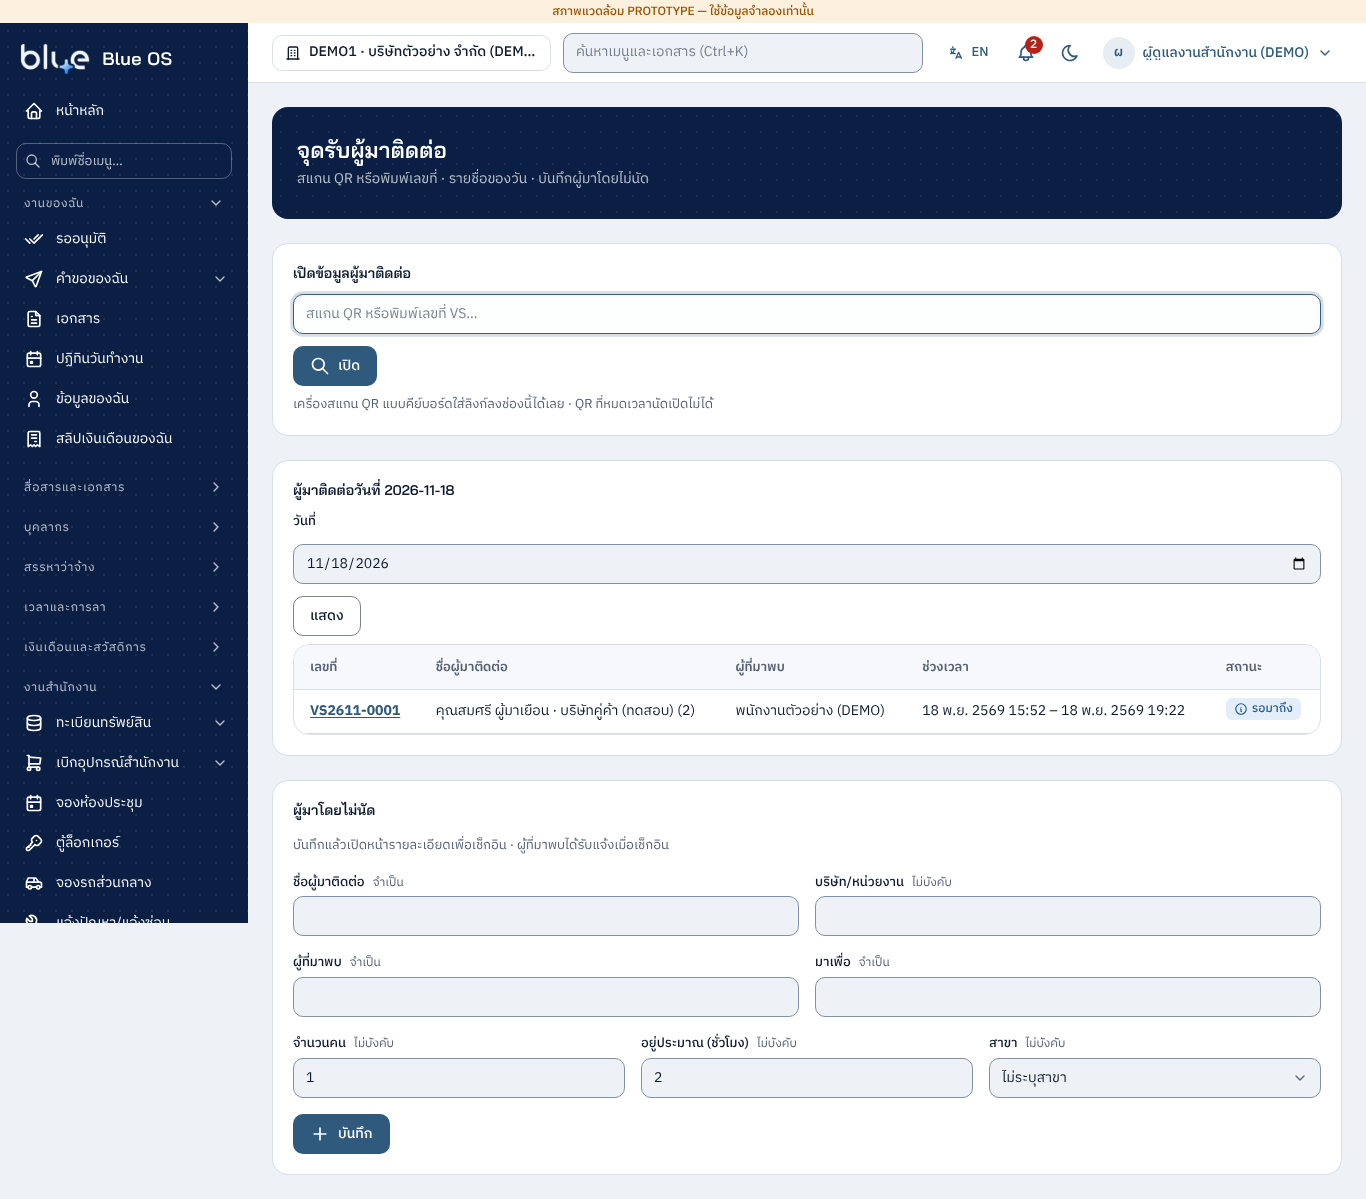 สภาพแวดล้อม PROTOTYPE — ใช้ข้อมูลจำลองเท่านั้น
blue Blue OS
DEMO1 · บริษัทตัวอย่าง จำกัด (DEM...
ค้นหาเมนูและเอกสาร (Ctrl+K)
EN
2
ผ
ผู้ดูแลงานสำนักงาน (DEMO)
หน้าหลัก
พิมพ์ชื่อเมนู...
งานของฉัน
รออนุมัติ
คำขอของฉัน
เอกสาร
ปฏิทินวันทำงาน
ข้อมูลของฉัน
สลิปเงินเดือนของฉัน
สื่อสารและเอกสาร
บุคลากร
สรรหาว่าจ้าง
เวลาและการลา
เงินเดือนและสวัสดิการ
งานสำนักงาน
ทะเบียนทรัพย์สิน
เบิกอุปกรณ์สำนักงาน
จองห้องประชุม
ตู้ล็อกเกอร์
จองรถส่วนกลาง
แจ้งปัญหา/แจ้งซ่อม
จุดรับผู้มาติดต่อ
สแกน QR หรือพิมพ์เลขที่ · รายชื่อของวัน · บันทึกผู้มาโดยไม่นัด
เปิดข้อมูลผู้มาติดต่อ
สแกน QR หรือพิมพ์เลขที่ VS...
เปิด
เครื่องสแกน QR แบบคีย์บอร์ดใส่ลิงก์ลงช่องนี้ได้เลย · QR ที่หมดเวลานัดเปิดไม่ได้
ผู้มาติดต่อวันที่ 2026-11-18
วันที่
11/18/2026
แสดง
เลขที่ ชื่อผู้มาติดต่อ ผู้ที่มาพบ ช่วงเวลา สถานะ
VS2611-0001 คุณสมศรี ผู้มาเยือน · บริษัทคู่ค้า (ทดสอบ) (2) พนักงานตัวอย่าง (DEMO) 18 พ.ย. 2569 15:52 – 18 พ.ย. 2569 19:22 รอมาถึง
ผู้มาโดยไม่นัด
บันทึกแล้วเปิดหน้ารายละเอียดเพื่อเช็กอิน · ผู้ที่มาพบได้รับแจ้งเมื่อเช็กอิน
ชื่อผู้มาติดต่อ จำเป็น บริษัท/หน่วยงาน ไม่บังคับ
ผู้ที่มาพบ จำเป็น มาเพื่อ จำเป็น
จำนวนคน ไม่บังคับ อยู่ประมาณ (ชั่วโมง) ไม่บังคับ สาขา ไม่บังคับ
1 2 ไม่ระบุสาขา
บันทึก